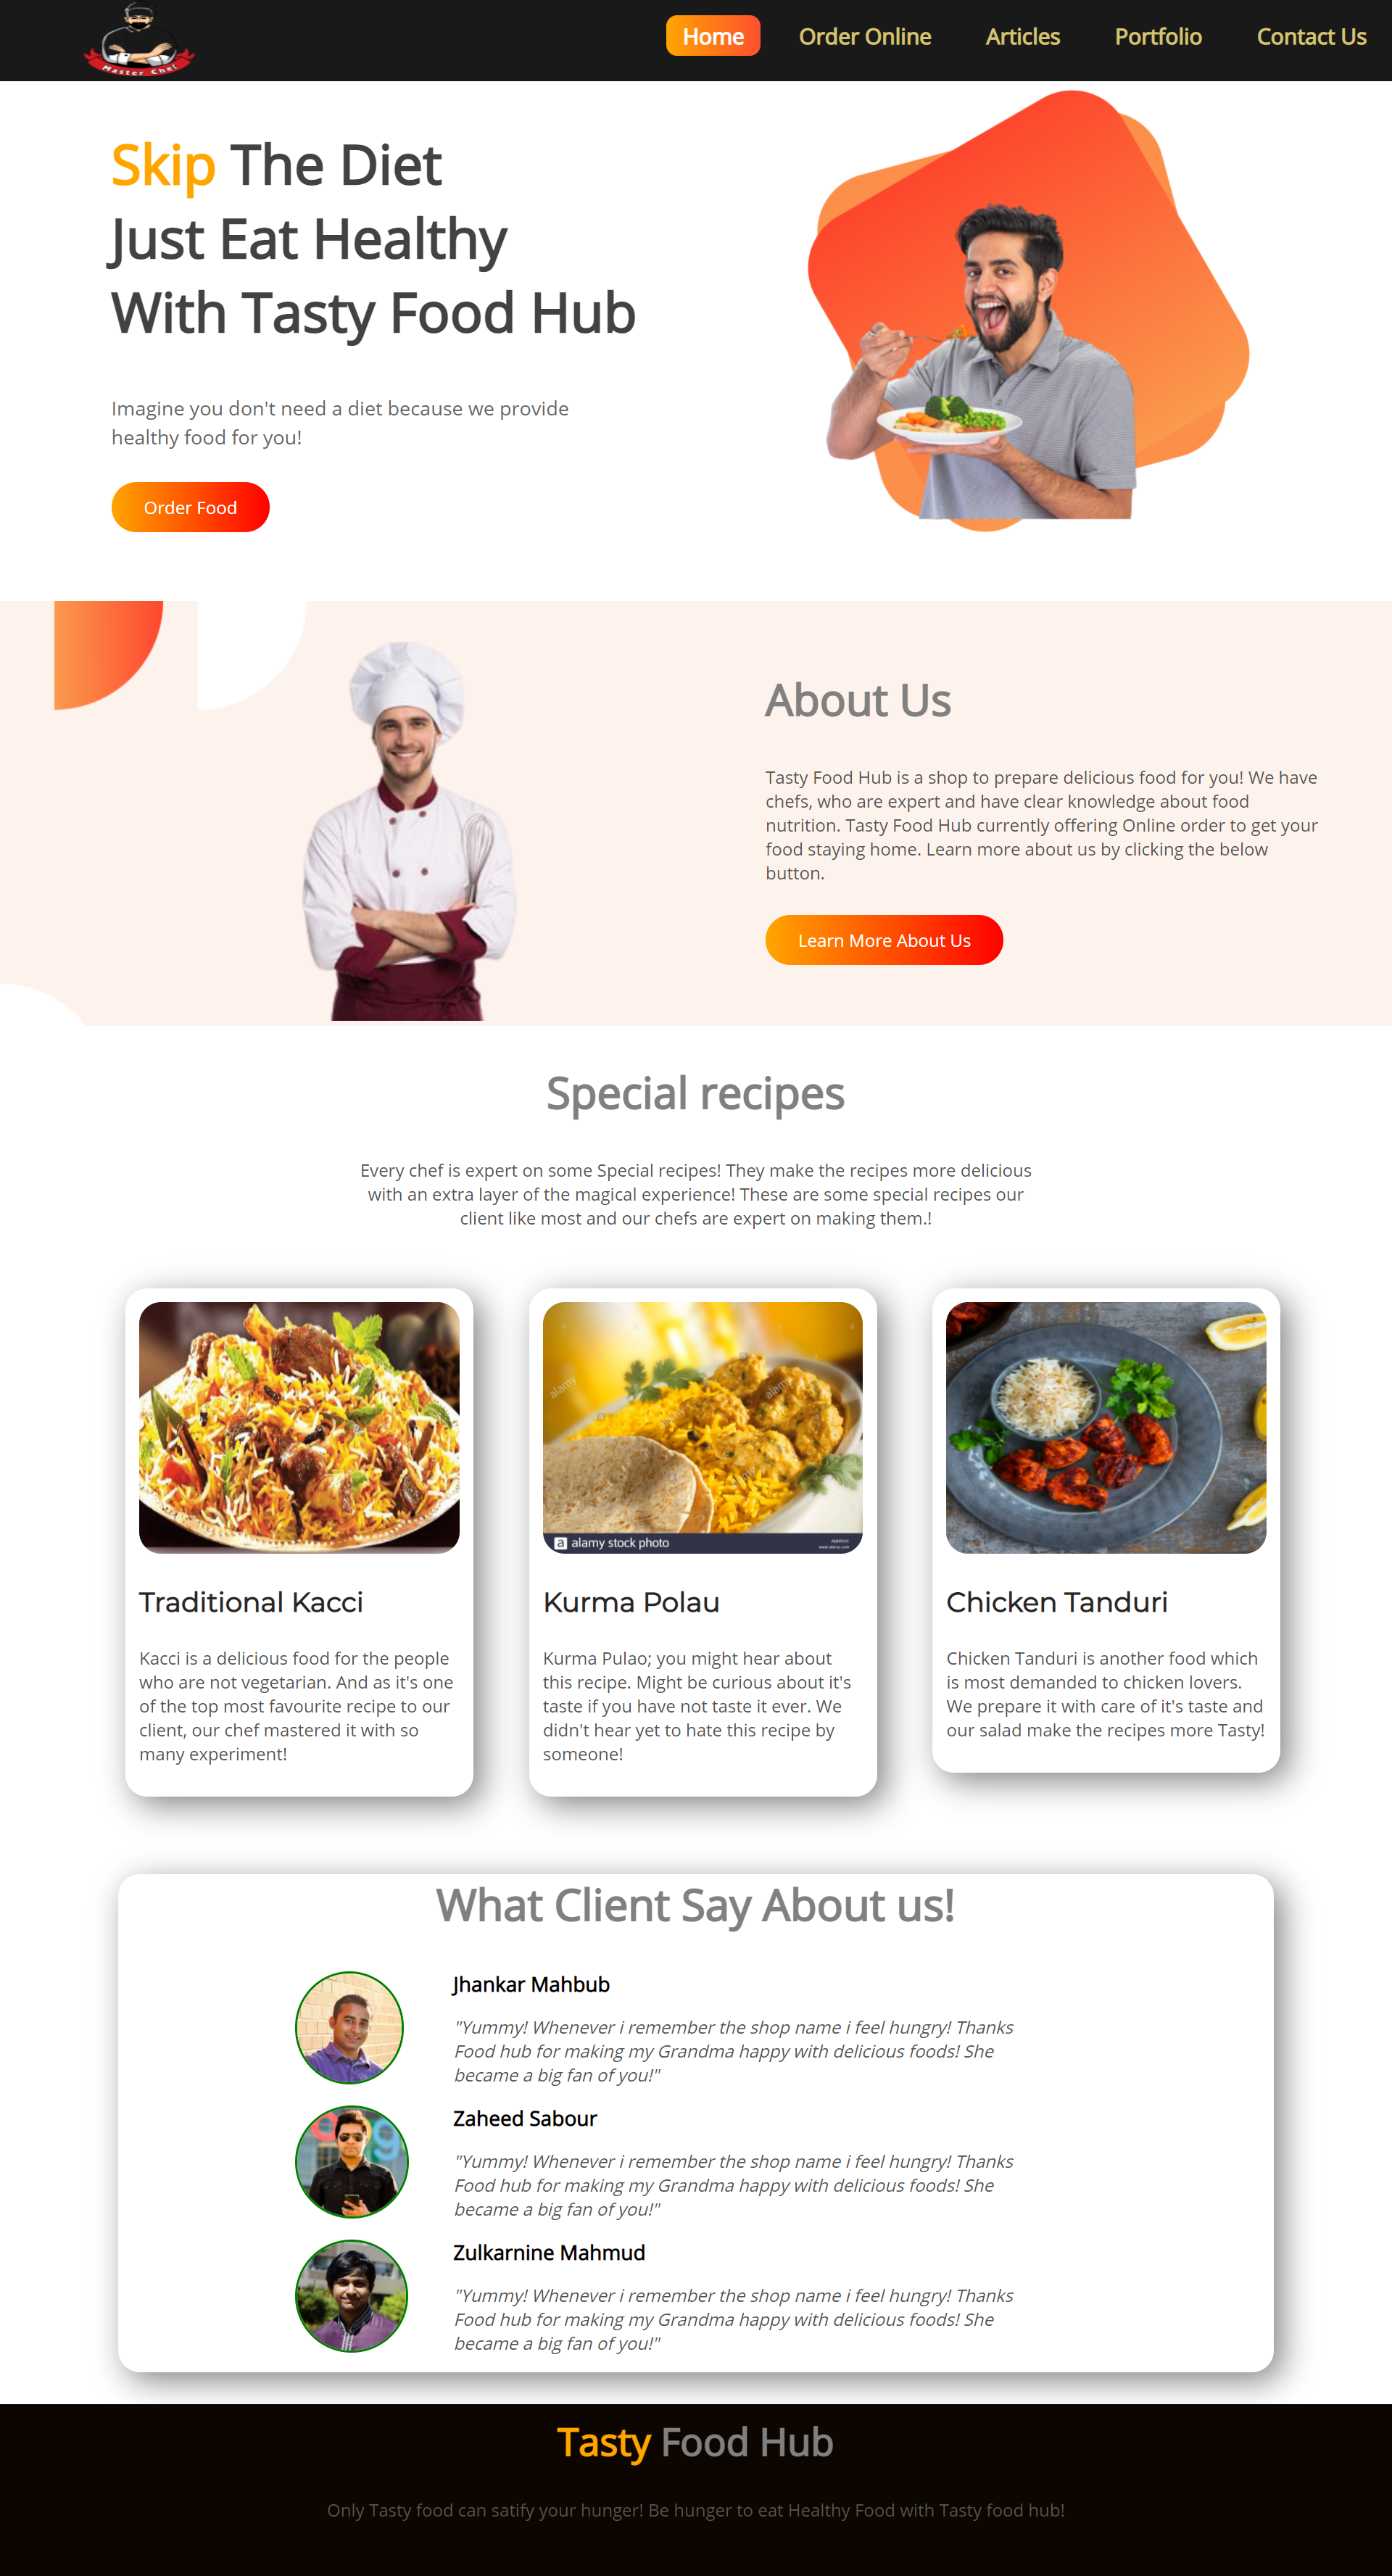 Master Chef
Home
Order Online
Articles
Portfolio
Contact Us
Skip The Diet
Just Eat Healthy
With Tasty Food Hub
Imagine you don't need a diet because we provide
healthy food for you!
Order Food
About Us
Tasty Food Hub is a shop to prepare delicious food for you! We have
chefs, who are expert and have clear knowledge about food
nutrition. Tasty Food Hub currently offering Online order to get your
food staying home. Learn more about us by clicking the below
button.
Learn More About Us
Special recipes
Every chef is expert on some Special recipes! They make the recipes more delicious
with an extra layer of the magical experience! These are some special recipes our
client like most and our chefs are expert on making them.!
Traditional Kacci
Kacci is a delicious food for the people
who are not vegetarian. And as it's one
of the top most favourite recipe to our
client, our chef mastered it with so
many experiment!
alamy
alamy
alamy
a alamy stock photo
Kurma Polau
Kurma Pulao; you might hear about
this recipe. Might be curious about it's
taste if you have not taste it ever. We
didn't hear yet to hate this recipe by
someone!
Chicken Tanduri
Chicken Tanduri is another food which
is most demanded to chicken lovers.
We prepare it with care of it's taste and
our salad make the recipes more Tasty!
What Client Say About us!
Jhankar Mahbub
"Yummy! Whenever i remember the shop name i feel hungry! Thanks
Food hub for making my Grandma happy with delicious foods! She
became a big fan of you!"
Zaheed Sabour
"Yummy! Whenever i remember the shop name i feel hungry! Thanks
Food hub for making my Grandma happy with delicious foods! She
became a big fan of you!"
Zulkarnine Mahmud
"Yummy! Whenever i remember the shop name i feel hungry! Thanks
Food hub for making my Grandma happy with delicious foods! She
became a big fan of you!"
Tasty Food Hub
Only Tasty food can satify your hunger! Be hunger to eat Healthy Food with Tasty food hub!